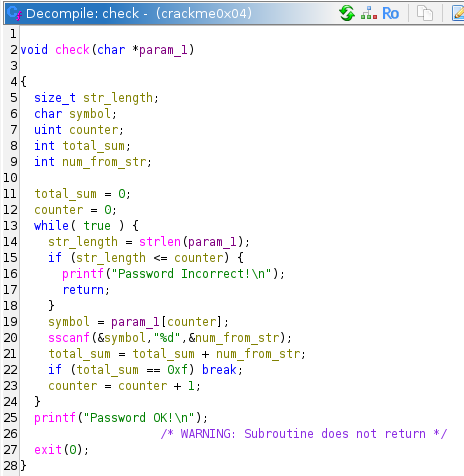 Decompile: check - (crackme0x04)
Ro
1
2 void check(char *param_1)
3
4 {
5 size_t str_length;
6 char symbol;
7 uint counter;
8 int total_sum;
9 int num_from_str;
10
11 total_sum = 0;
12 counter = 0;
13 while( true ) {
14 str_length = strlen(param_1);
15 if (str_length <= counter) {
16 printf("Password Incorrect!\n");
17 return;
18 }
19 symbol = param_1[counter];
20 sscanf(&symbol,"%d",&num_from_str);
21 total_sum = total_sum + num_from_str;
22 if (total_sum == 0xf) break;
23 counter = counter + 1;
24 }
25 printf("Password OK!\n");
26 /* WARNING: Subroutine does not return */
27 exit(0);
28 }